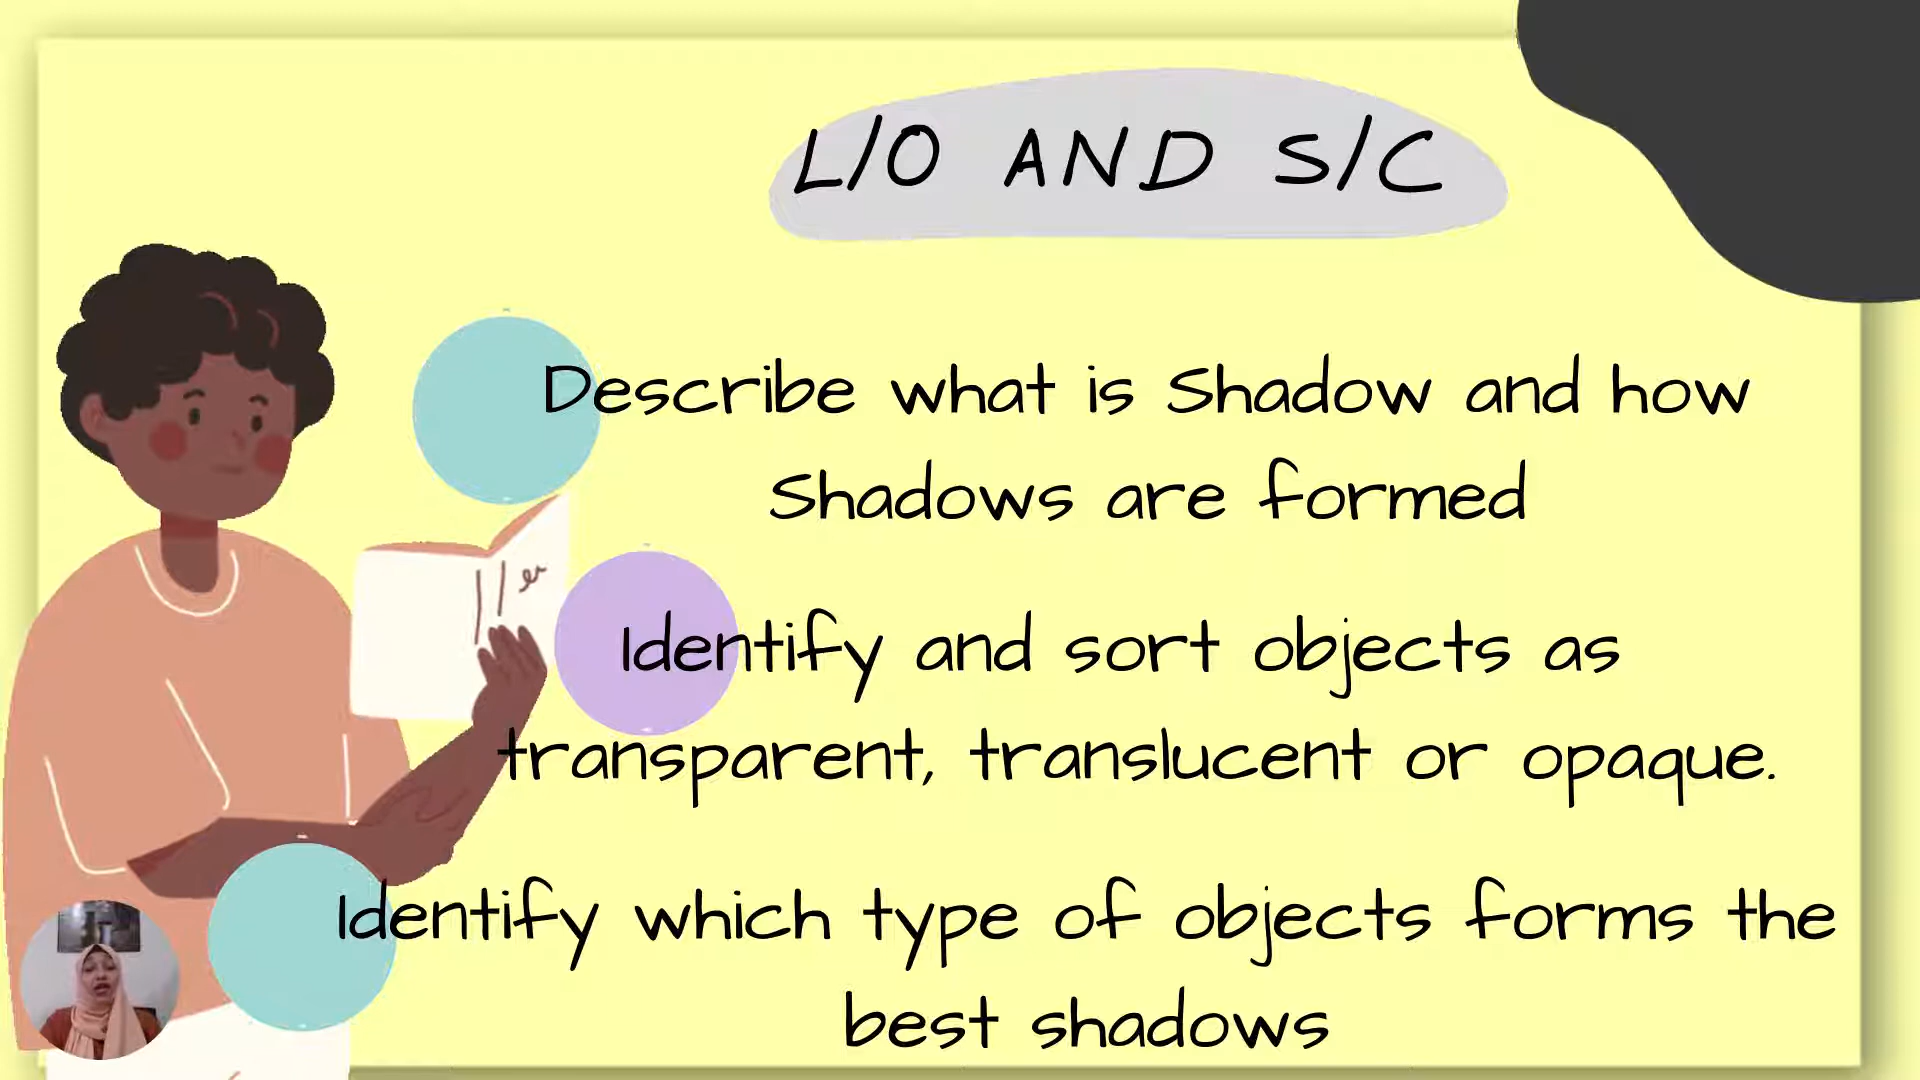 L/O AND S/C
Describe what is Shadow and how
Shadows are formed
Identify and sort objects as
transparent, translucent or opaque.
Identify which type of objects forms the
best shadows